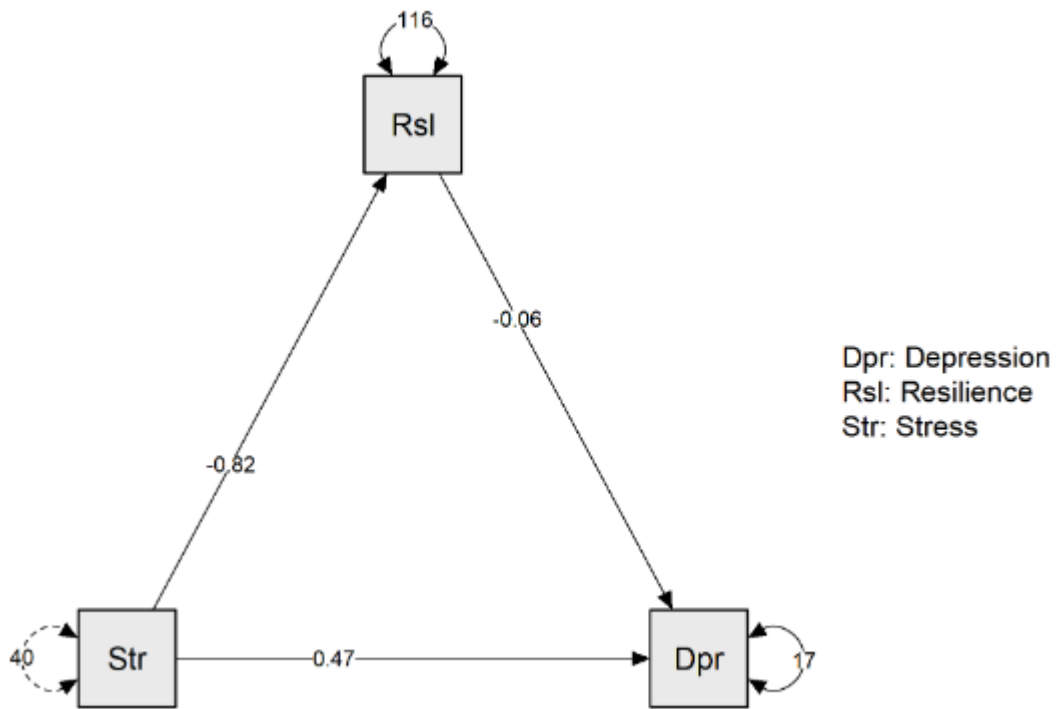 116
Rsl
-0.06
Dpr: Depression
Rsl: Resilience
Str: Stress
-0.82
40
Str
0.47
Dpr
17